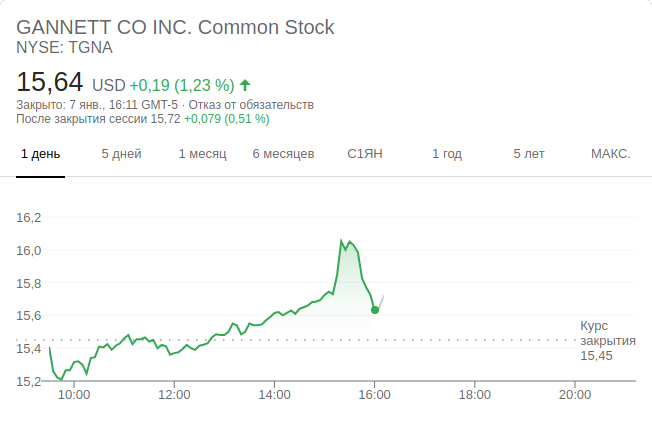 GANNETT CO INC. Common Stock
NYSE: TGNA
15,64 USD +0,19 (1,23 %)
Закрыто: 7 янв., 16:11 GMT-5 · Отказ от обязательств
После закрытия сессии 15,72 +0,079 (0,51 %)
1 день 5 дней 1 месяц 6 месяцев С1ЯН 1 год 5 лет МАКС.
16,2
16,0
15,8
15,6
15,4
15,2
Курс
закрытия
15,45
10:00 12:00 14:00 16:00 18:00 20:00